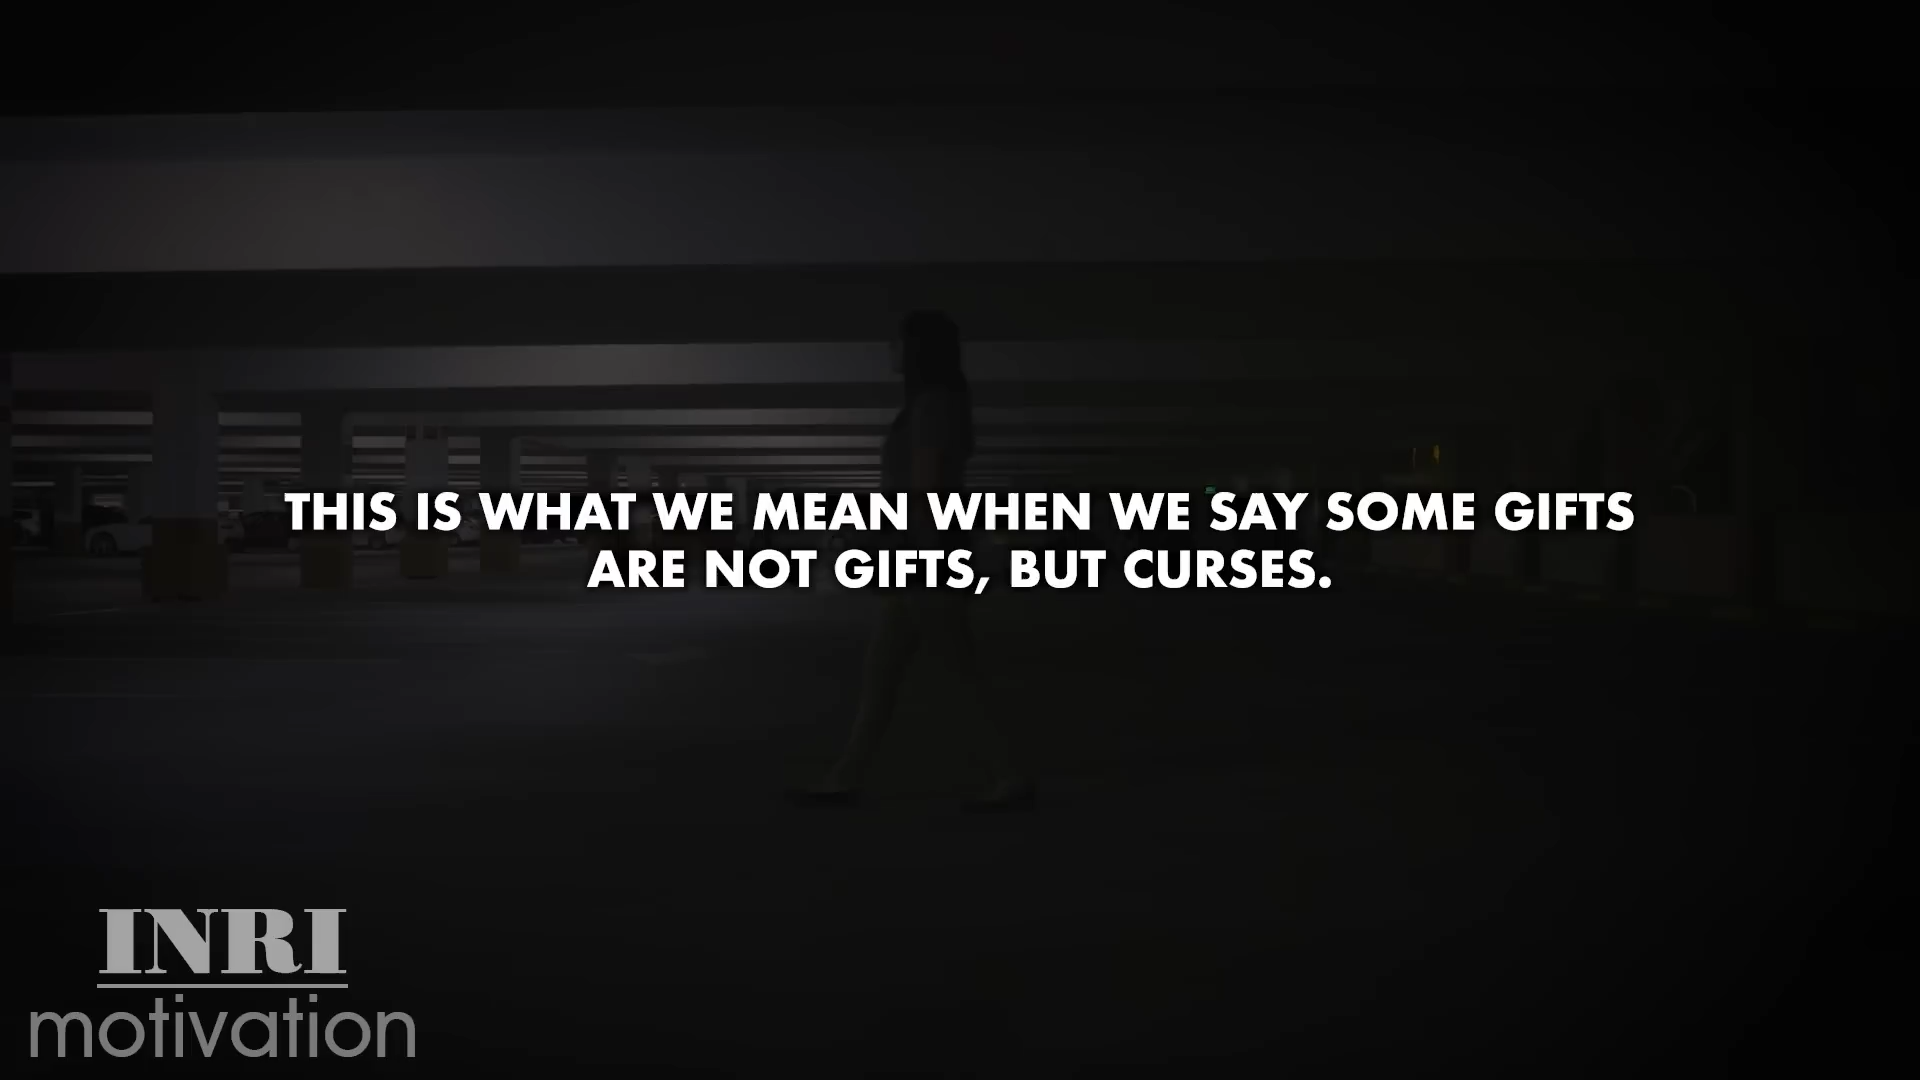 THIS IS WHAT WE MEAN WHEN WE SAY SOME GIFTS
ARE NOT GIFTS, BUT CURSES.
INRI
motivation